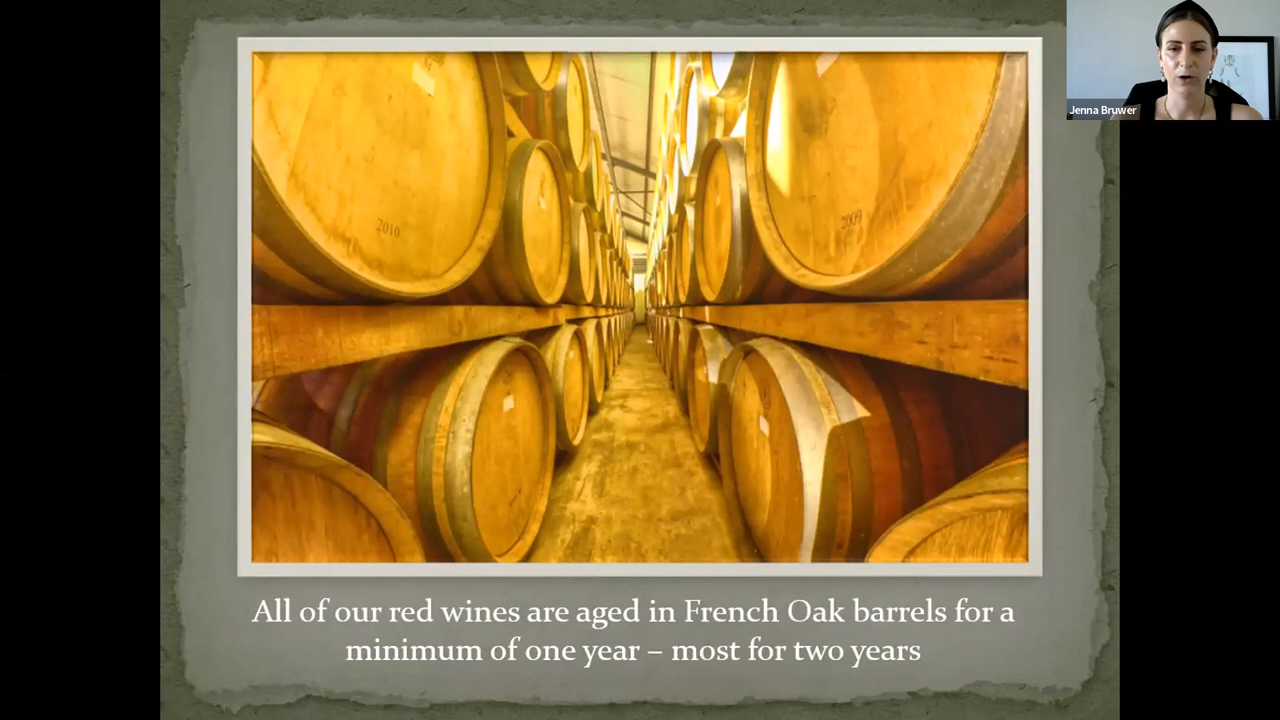 Jenna Bruwer
2010
2009
All of our red wines are aged in French Oak barrels for a
minimum of one year – most for two years